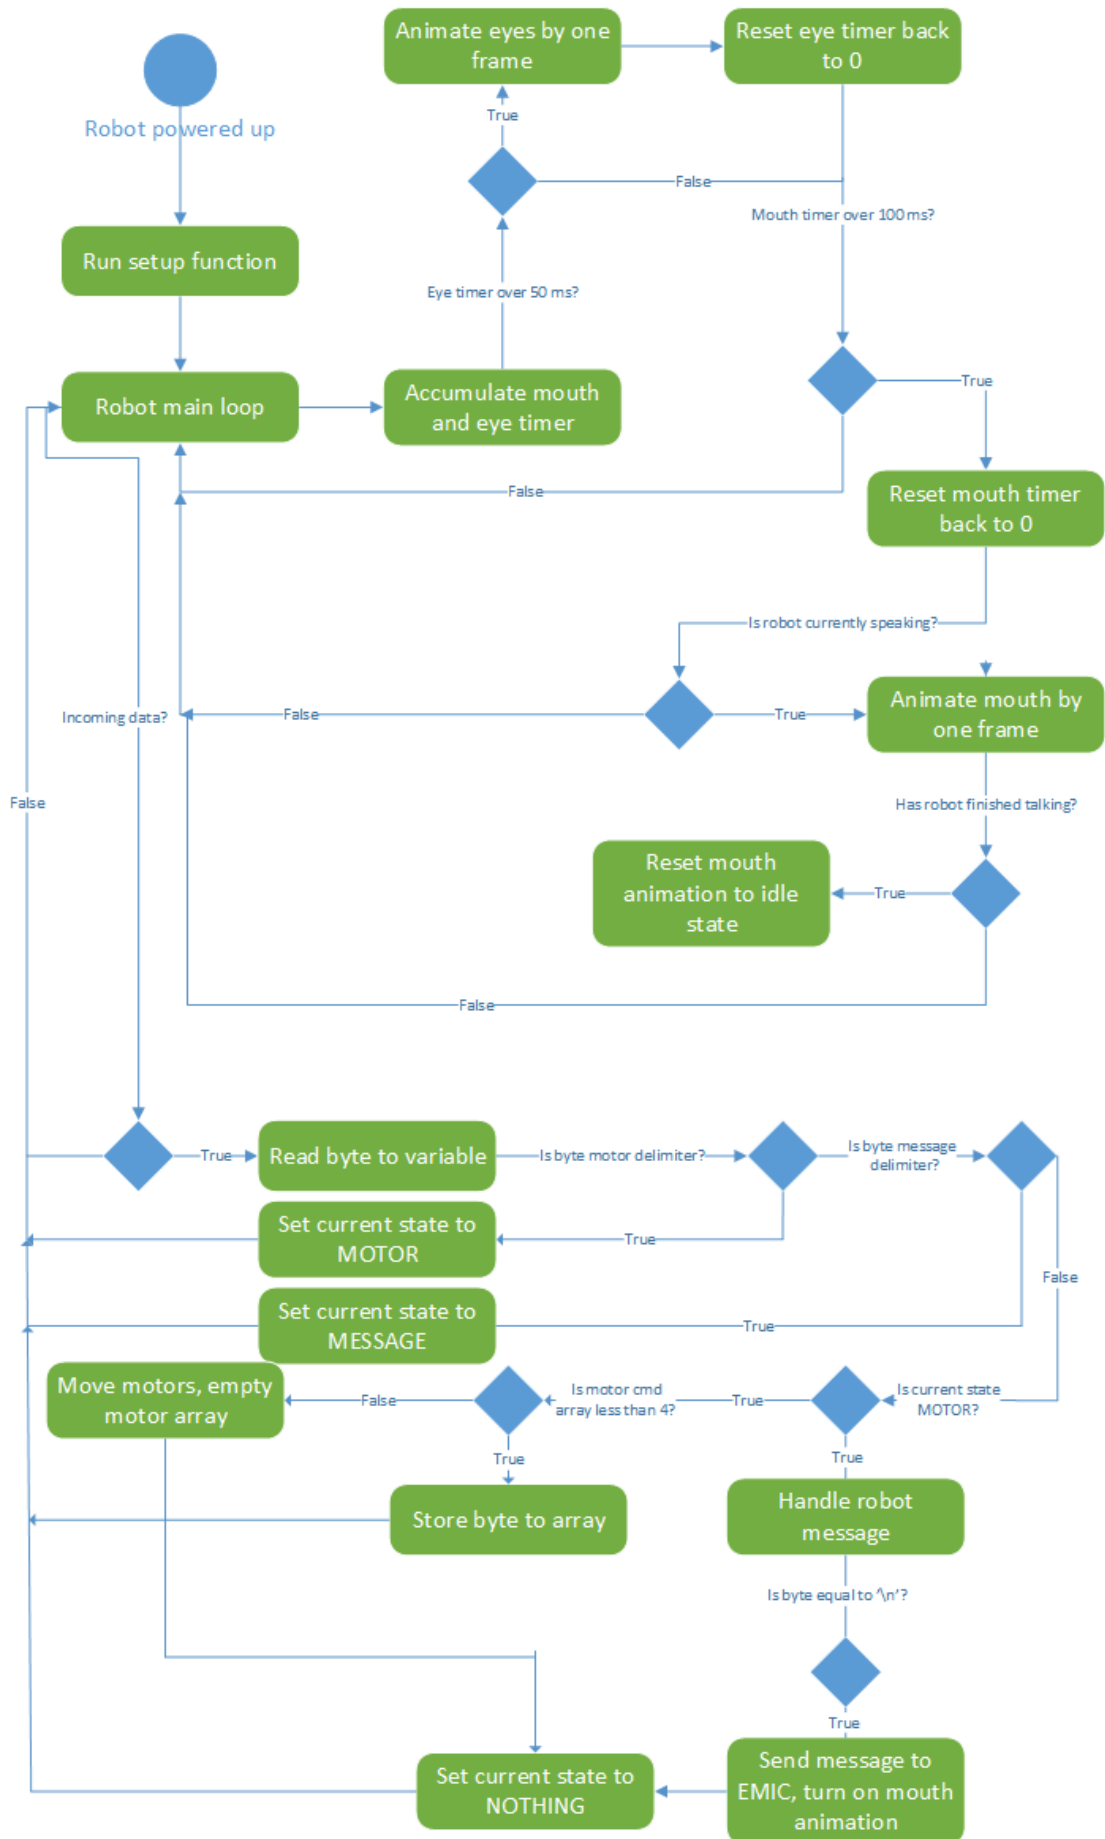 Animate eyes by one
frame
Reset eye timer back
to 0
Robot powered up
True
False
Mouth timer over 100 ms?
Run setup function
Eye timer over 50 ms?
Robot main loop
Accumulate mouth
and eye timer
True
False
Reset mouth timer
back to 0
Is robot currently speaking?
Incoming data?
False
True
Animate mouth by
one frame
False
Has robot finished talking?
Reset mouth
animation to idle
state
True
False
True
Read byte to variable
Is byte motor delimiter?
Is byte message
delimiter?
Set current state to
MOTOR
True
False
Set current state to
MESSAGE
True
Move motors, empty
motor array
False
Is motor cmd
array less than 4?
True
Is current state
MOTOR?
True
True
Store byte to array
Handle robot
message
Is byte equal to '\n'?
True
Set current state to
NOTHING
Send message to
EMIC, turn on mouth
animation